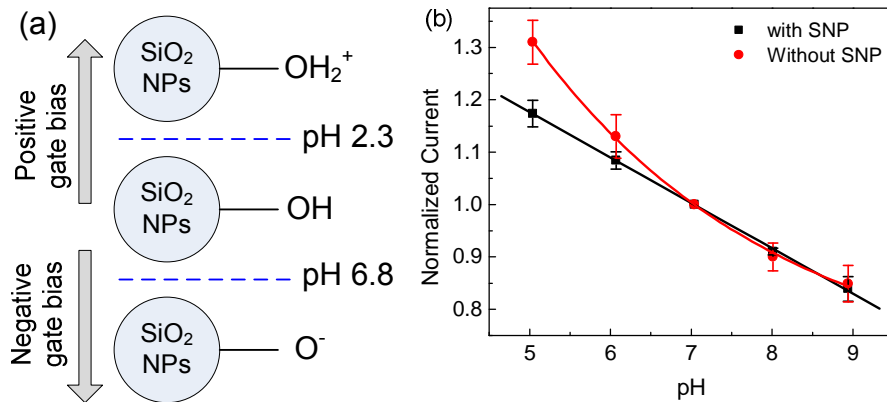 (a)
Positive
gate bias
Negative
gate bias
SiO₂
NPs
OH₂⁺
pH 2.3
SiO₂
NPs
OH
pH 6.8
SiO₂
NPs
O⁻
(b)
with SNP
Without SNP
Normalized Current
1.3
1.2
1.1
1.0
0.9
0.8
5 6 7 8 9
pH